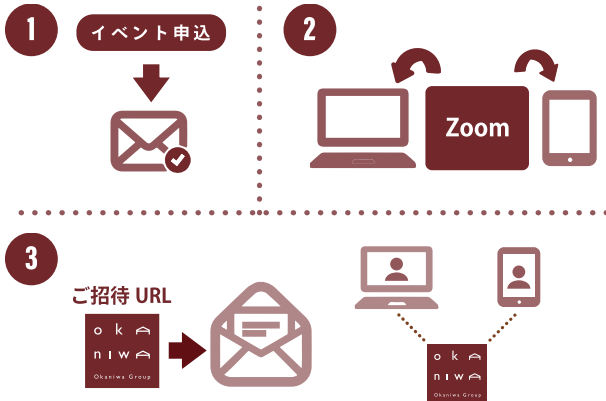 1
イベント申込
2
Zoom
3
ご招待 URL
oka
niwa
Okaniwa Group
oka
niwa
Okaniwa Group